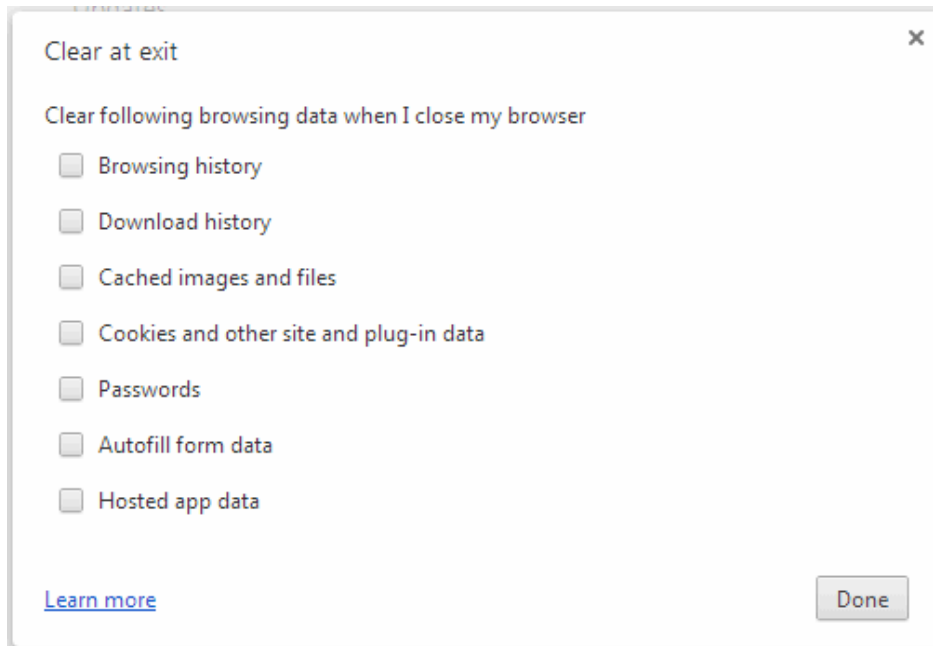 Updates
Clear at exit
Clear following browsing data when I close my browser
Browsing history
Download history
Cached images and files
Cookies and other site and plug-in data
Passwords
Autofill form data
Hosted app data
Learn more
Done